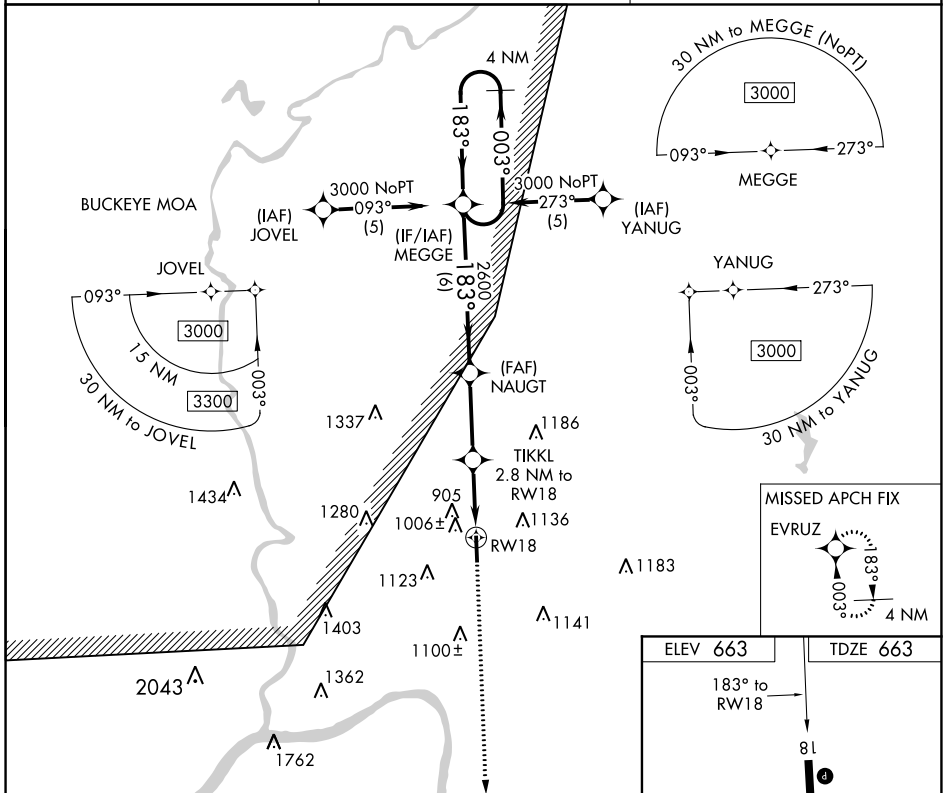 4 NM
30 NM to MEGGE (NoPT)
3000
093°
273°
MEGGE
183°
003°
3000 NoPT
093°
(5)
3000 NoPT
273°
(5)
BUCKEYE MOA
(IAF)
JOVEL
(IF/IAF)
MEGGE
(IAF)
YANUG
2600
183°
(6)
JOVEL
093°
3000
15 NM
3300
003°
30 NM to JOVEL
YANUG
273°
3000
003°
30 NM to YANUG
(FAF)
NAUGT
1337
1186
TIKKL
2.8 NM to
RW18
1434
905
1280
1006±
1136
RW18
1123
1183
1403
1141
1100±
2043
1362
1762
MISSED APCH FIX
EVRUZ
183°
003°
4 NM
ELEV 663
TDZE 663
183° to
RW18
18
P